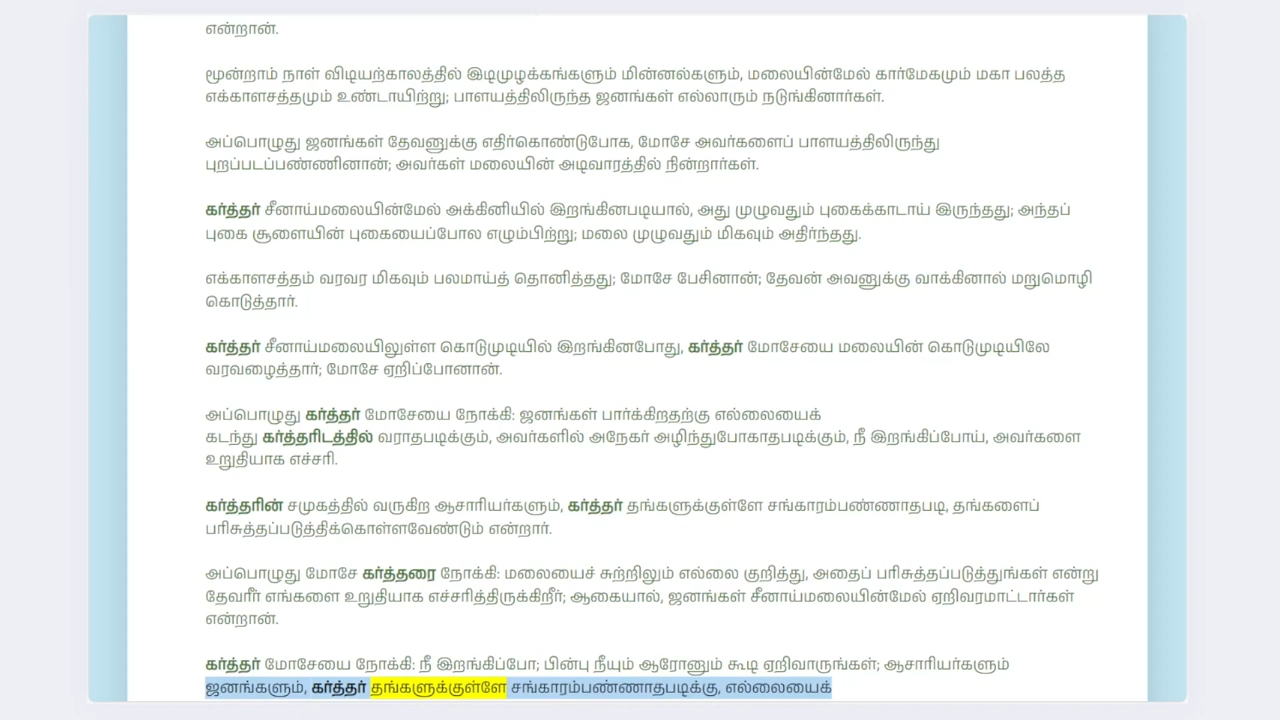 என்றான்.
மூன்றாம் நாள் விடியற்காலத்தில் இடிமுழக்கங்களும் மின்னல்களும், மலையின்மேல் கார்மேகமும் மகா பலத்த
எக்காளசத்தமும் உண்டாயிற்று; பாளயத்திலிருந்த ஜனங்கள் எல்லாரும் நடுங்கினார்கள்.
அப்பொழுது ஜனங்கள் தேவனுக்கு எதிர்கொண்டுபோக, மோசே அவர்களைப் பாளயத்திலிருந்து
புறப்படப்பண்ணினான்; அவர்கள் மலையின் அடிவாரத்தில் நின்றார்கள்.
கர்த்தர் சீனாய்மலையின்மேல் அக்கினியில் இறங்கினபடியால், அது முழுவதும் புகைக்காடாய் இருந்தது; அந்தப்
புகை சூளையின் புகையைப்போல எழும்பிற்று; மலை முழுவதும் மிகவும் அதிர்ந்தது.
எக்காளசத்தம் வரவர மிகவும் பலமாய்த் தொனித்தது; மோசே பேசினான்; தேவன் அவனுக்கு வாக்கினால் மறுமொழி
கொடுத்தார்.
கர்த்தர் சீனாய்மலையிலுள்ள கொடுமுடியில் இறங்கினபோது, கர்த்தர் மோசேயை மலையின் கொடுமுடியிலே
வரவழைத்தார்; மோசே ஏறிப்போனான்.
அப்பொழுது கர்த்தர் மோசேயை நோக்கி: ஜனங்கள் பார்க்கிறதற்கு எல்லையைக்
கடந்து கர்த்தரிடத்தில் வராதபடிக்கும், அவர்களில் அநேகர் அழிந்துபோகாதபடிக்கும், நீ இறங்கிப்போய், அவர்களை
உறுதியாக எச்சரி.
கர்த்தரின் சமுகத்தில் வருகிற ஆசாரியர்களும், கர்த்தர் தங்களுக்குள்ளே சங்காரம்பண்ணாதபடி, தங்களைப்
பரிசுத்தப்படுத்திக்கொள்ளவேண்டும் என்றார்.
அப்பொழுது மோசே கர்த்தரை நோக்கி: மலையைச் சுற்றிலும் எல்லை குறித்து, அதைப் பரிசுத்தப்படுத்துங்கள் என்று
தேவரீர் எங்களை உறுதியாக எச்சரித்திருக்கிறீர்; ஆகையால், ஜனங்கள் சீனாய்மலையின்மேல் ஏறிவரமாட்டார்கள்
என்றான்.
கர்த்தர் மோசேயை நோக்கி: நீ இறங்கிப்போ; பின்பு நீயும் ஆரோனும் கூடி ஏறிவாருங்கள்; ஆசாரியர்களும்
ஜனங்களும், கர்த்தர் தங்களுக்குள்ளே சங்காரம்பண்ணாதபடிக்கு, எல்லையைக்